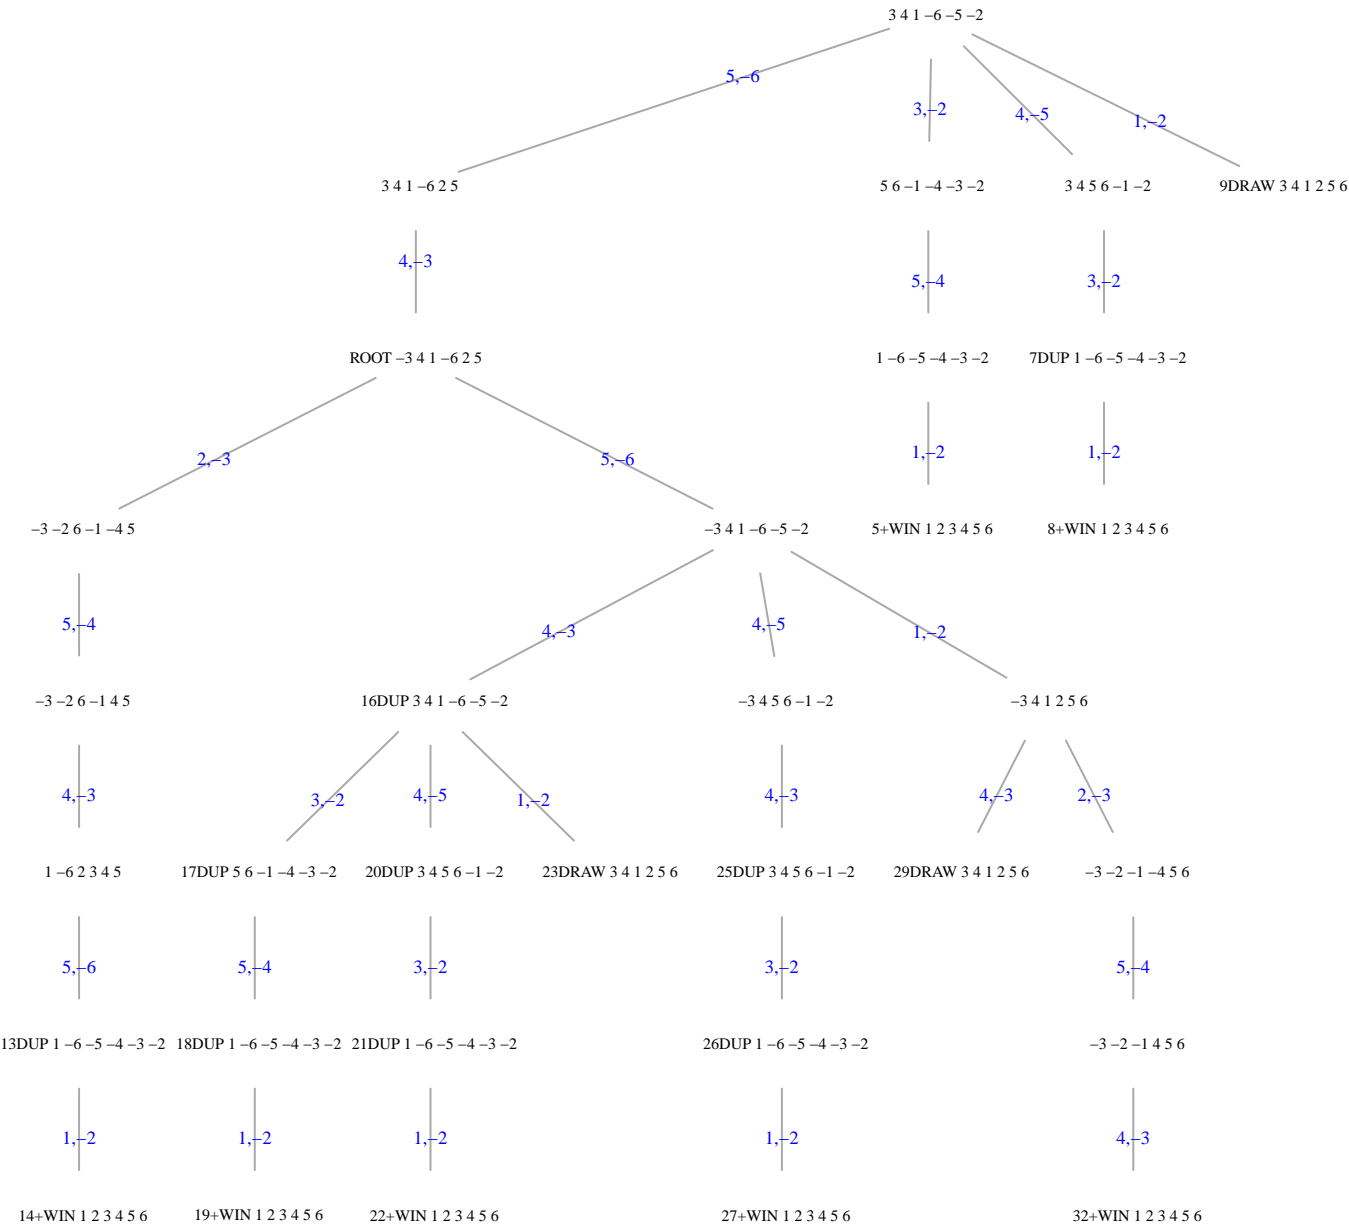 3 4 1 −6 −5 −2
5,−6
3,−2
4,−5
1,−2
3 4 1 −6 2 5
5 6 −1 −4 −3 −2
3 4 5 6 −1 −2
9DRAW 3 4 1 2 5 6
4,−3
5,−4
3,−2
ROOT −3 4 1 −6 2 5
1 −6 −5 −4 −3 −2
7DUP 1 −6 −5 −4 −3 −2
2,−3
5,−6
1,−2
1,−2
−3 −2 6 −1 −4 5
−3 4 1 −6 −5 −2
5+WIN 1 2 3 4 5 6
8+WIN 1 2 3 4 5 6
5,−4
4,−3
4,−5
1,−2
−3 −2 6 −1 4 5
16DUP 3 4 1 −6 −5 −2
−3 4 5 6 −1 −2
−3 4 1 2 5 6
4,−3
3,−2
4,−5
1,−2
4,−3
4,−3
2,−3
1 −6 2 3 4 5
17DUP 5 6 −1 −4 −3 −2
20DUP 3 4 5 6 −1 −2
23DRAW 3 4 1 2 5 6
25DUP 3 4 5 6 −1 −2
29DRAW 3 4 1 2 5 6
−3 −2 −1 −4 5 6
5,−6
5,−4
3,−2
3,−2
5,−4
13DUP 1 −6 −5 −4 −3 −2
18DUP 1 −6 −5 −4 −3 −2
21DUP 1 −6 −5 −4 −3 −2
26DUP 1 −6 −5 −4 −3 −2
−3 −2 −1 4 5 6
1,−2
1,−2
1,−2
1,−2
4,−3
14+WIN 1 2 3 4 5 6
19+WIN 1 2 3 4 5 6
22+WIN 1 2 3 4 5 6
27+WIN 1 2 3 4 5 6
32+WIN 1 2 3 4 5 6